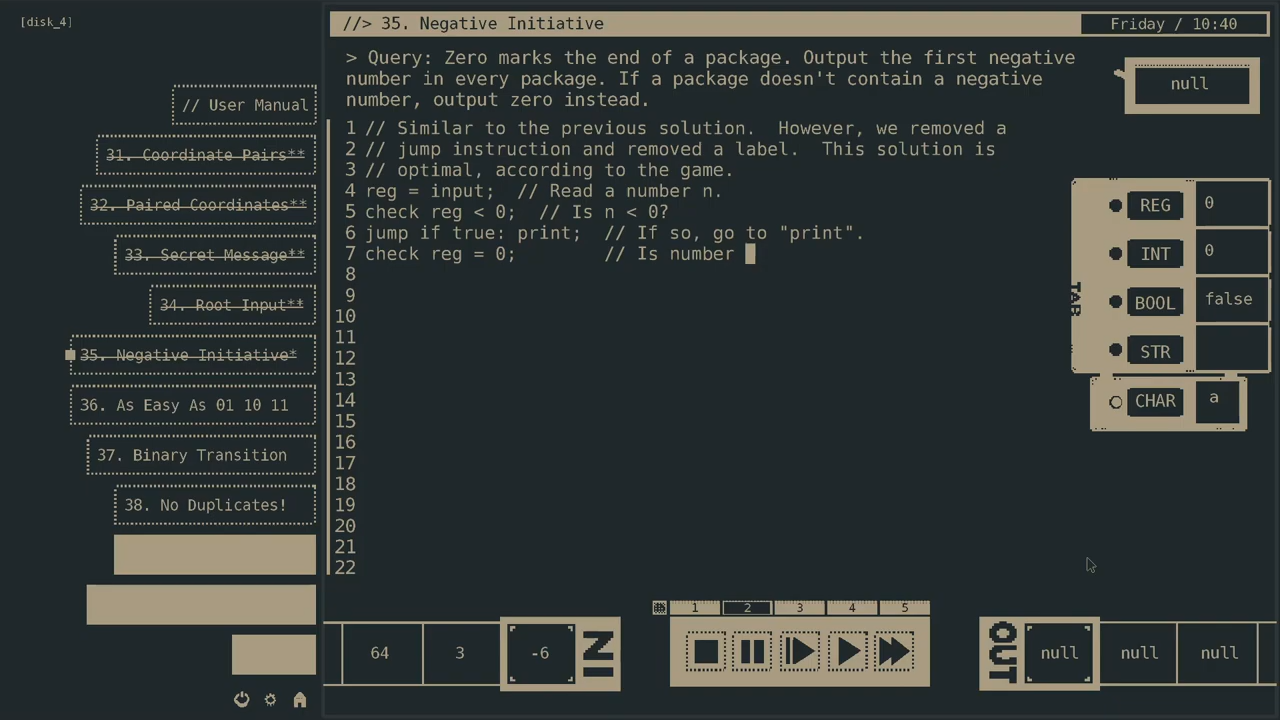 [disk_4]
//> 35. Negative Initiative
Friday / 10:40
> Query: Zero marks the end of a package. Output the first negative
number in every package. If a package doesn't contain a negative
number, output zero instead.
null
// User Manual
31. Coordinate Pairs**
32. Paired Coordinates**
33. Secret Message**
34. Root Input**
35. Negative Initiative*
36. As Easy As 01 10 11
37. Binary Transition
38. No Duplicates!
1 // Similar to the previous solution.  However, we removed a
2 // jump instruction and removed a label.  This solution is
3 // optimal, according to the game.
4 reg = input;  // Read a number n.
5 check reg < 0;  // Is n < 0?
6 jump if true: print;  // If so, go to "print".
7 check reg = 0;        // Is number
8
9
10
11
12
13
14
15
16
17
18
19
20
21
22
REG 0
INT 0
BOOL false
STR
CHAR a
64 3 -6 IN
1 2 3 4 5
OUT null null null